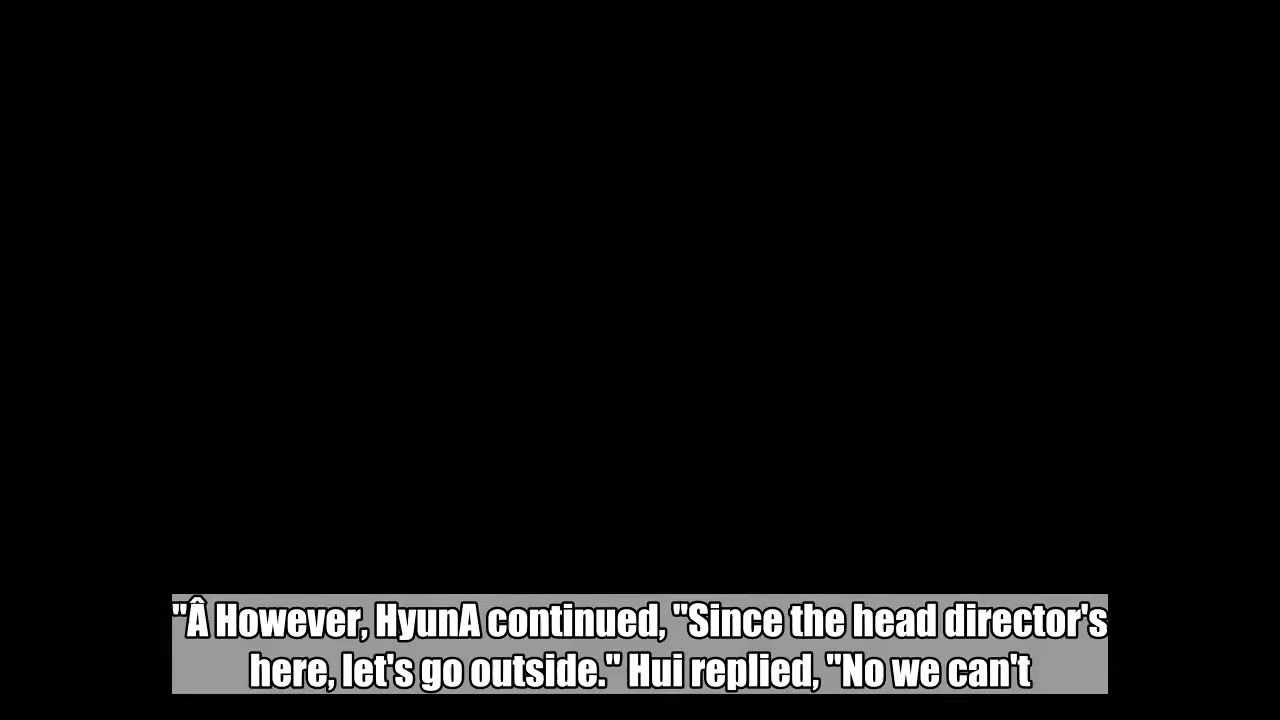 "Â However, HyunA continued, "Since the head director's
here, let's go outside." Hui replied, "No we can't